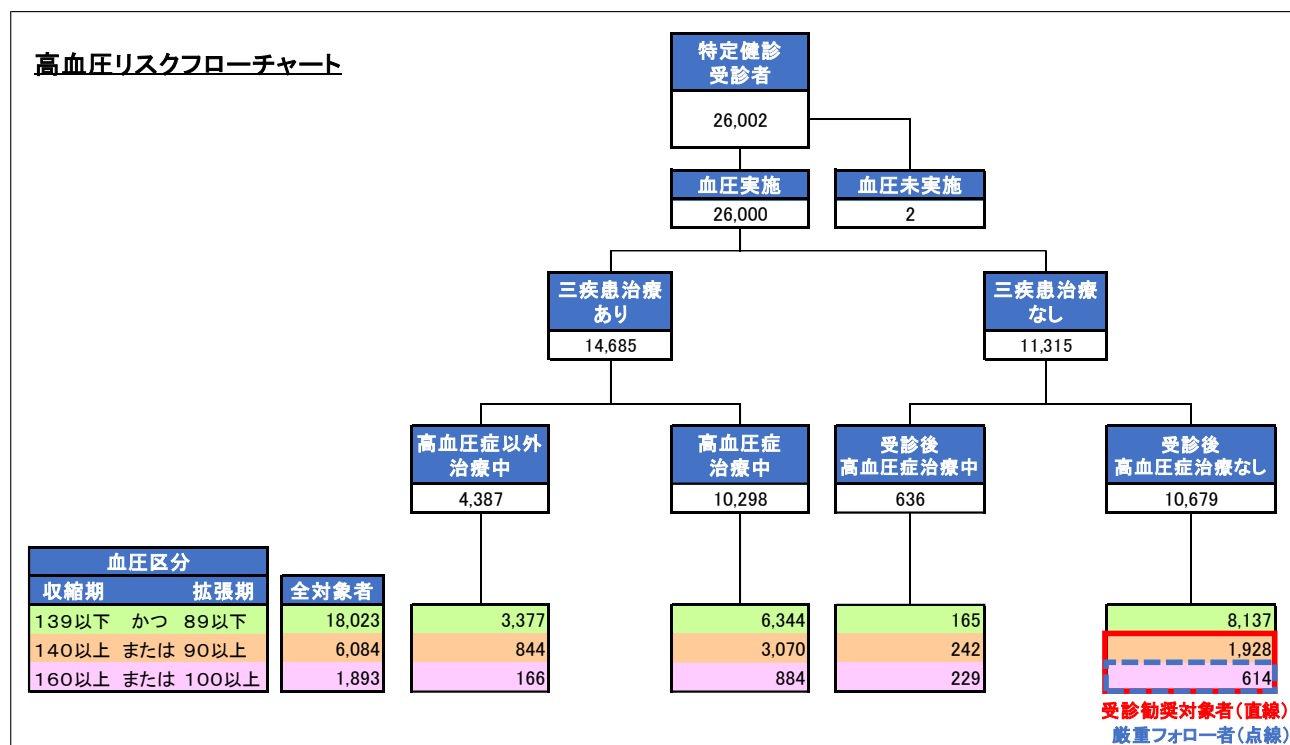 高血圧リスクフローチャート
特定健診
受診者
26,002
血圧実施
26,000
血圧未実施
2
三疾患治療
あり
14,685
三疾患治療
なし
11,315
高血圧症以外
治療中
4,387
高血圧症
治療中
10,298
受診後
高血圧症治療中
636
受診後
高血圧症治療なし
10,679
血圧区分
収縮期 拡張期 全対象者
139以下 かつ 89以下 18,023 3,377 6,344 165 8,137
140以上 または 90以上 6,084 844 3,070 242 1,928
160以上 または 100以上 1,893 166 884 229 614
受診勧奨対象者(直線)
厳重フォロー者(点線)